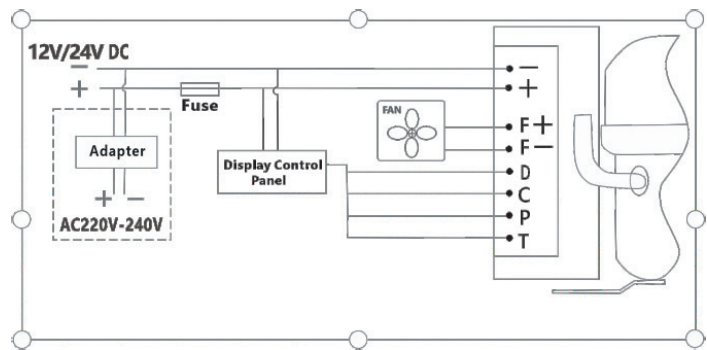 12V/24V DC
−
+
Fuse
Adapter
+ −
AC220V-240V
Display Control
Panel
FAN
−
+
F+
F−
D
C
P
T